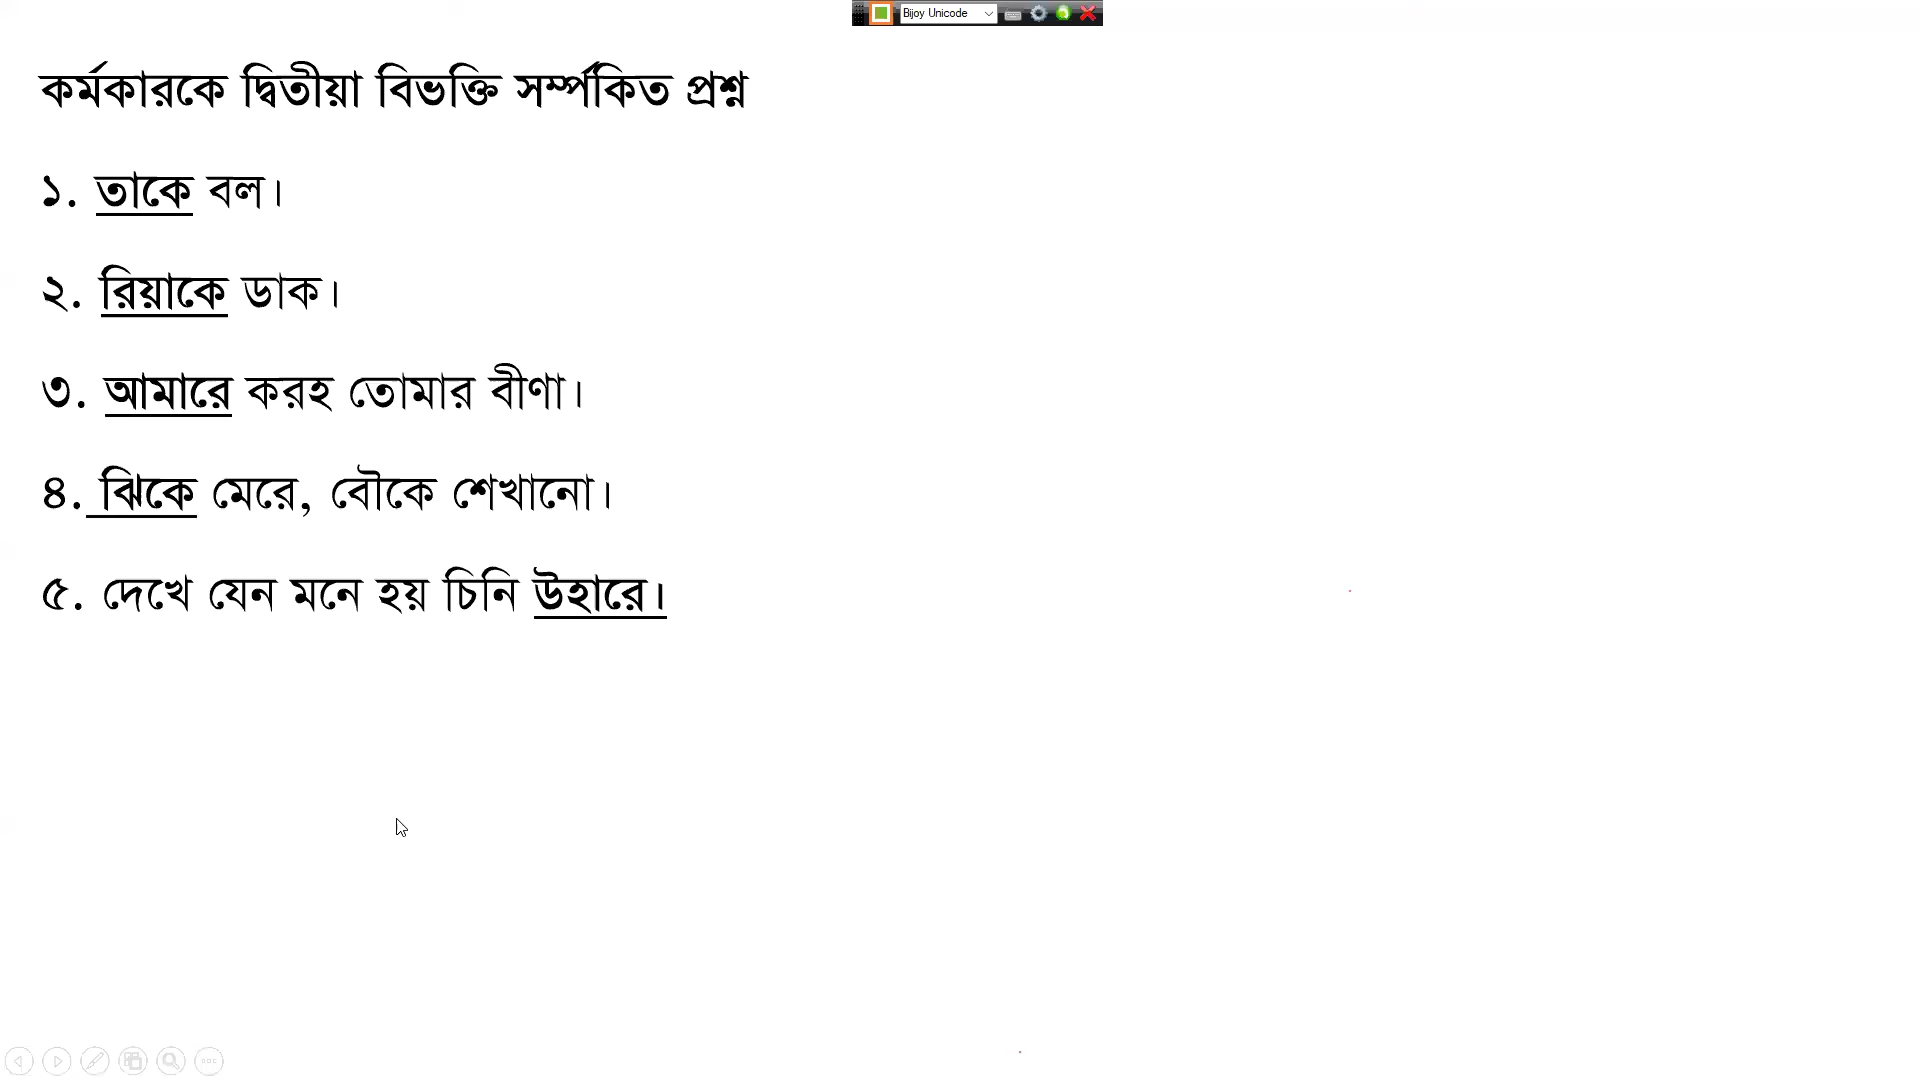 Bijoy Unicode
কর্মকারকে দ্বিতীয়া বিভক্তি সর্ম্পকিত প্রশ্ন
১. তাকে বল।
২. রিয়াকে ডাক।
৩. আমারে করহ তোমার বীণা।
৪. ঝিকে মেরে, বৌকে শেখানো।
৫. দেখে যেন মনে হয় চিনি উহারে।